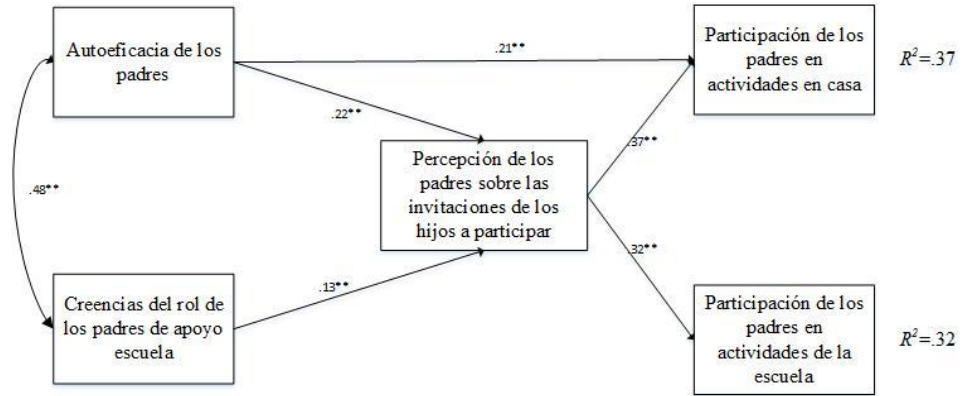 Autoeficacia de los
padres
.21**
Participación de los
padres en
actividades en casa
R²=.37
.22**
.37**
Percepción de los
padres sobre las
invitaciones de los
hijos a participar
.48**
.32**
.13**
Creencias del rol de
los padres de apoyo
escuela
Participación de los
padres en
actividades de la
escuela
R²=.32